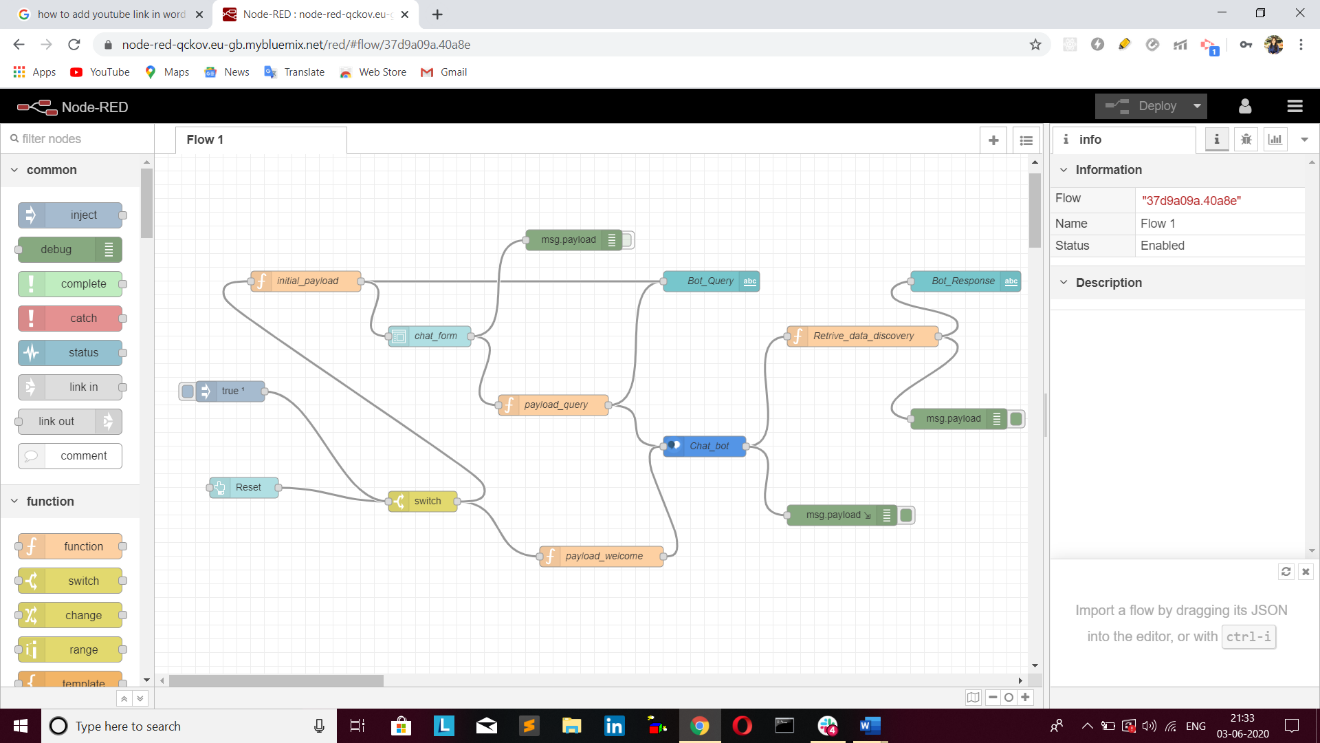 how to add youtube link in word
Node-RED : node-red-qckov.eu-g
node-red-qckov.eu-gb.mybluemix.net/red/#flow/37d9a09a.40a8e
1
Apps YouTube Maps News Translate Web Store Gmail
Node-RED Deploy
filter nodes Flow 1 i info i
common
Information
inject
Flow "37d9a09a.40a8e"
Name Flow 1
Status Enabled
debug
msg.payload
complete
initial_payload Bot_Query abc Bot_Response abc
Description
catch
chat_form Retrive_data_discovery
status
link in
true ¹
payload_query
msg.payload
link out
Chat_bot
comment
Reset
switch
function
msg.payload
function
payload_welcome
switch
change
Import a flow by dragging its JSON
into the editor, or with ctrl-i
range
template
Type here to search
L
in
4
W
ENG
21:33
03-06-2020